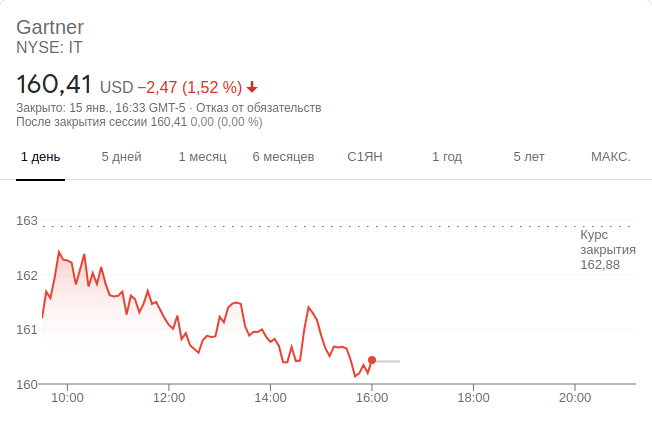 Gartner
NYSE: IT
160,41 USD −2,47 (1,52 %)
Закрыто: 15 янв., 16:33 GMT-5 · Отказ от обязательств
После закрытия сессии 160,41 0,00 (0,00 %)
1 день 5 дней 1 месяц 6 месяцев С1ЯН 1 год 5 лет МАКС.
163
Курс
закрытия
162,88
162
161
160
10:00 12:00 14:00 16:00 18:00 20:00